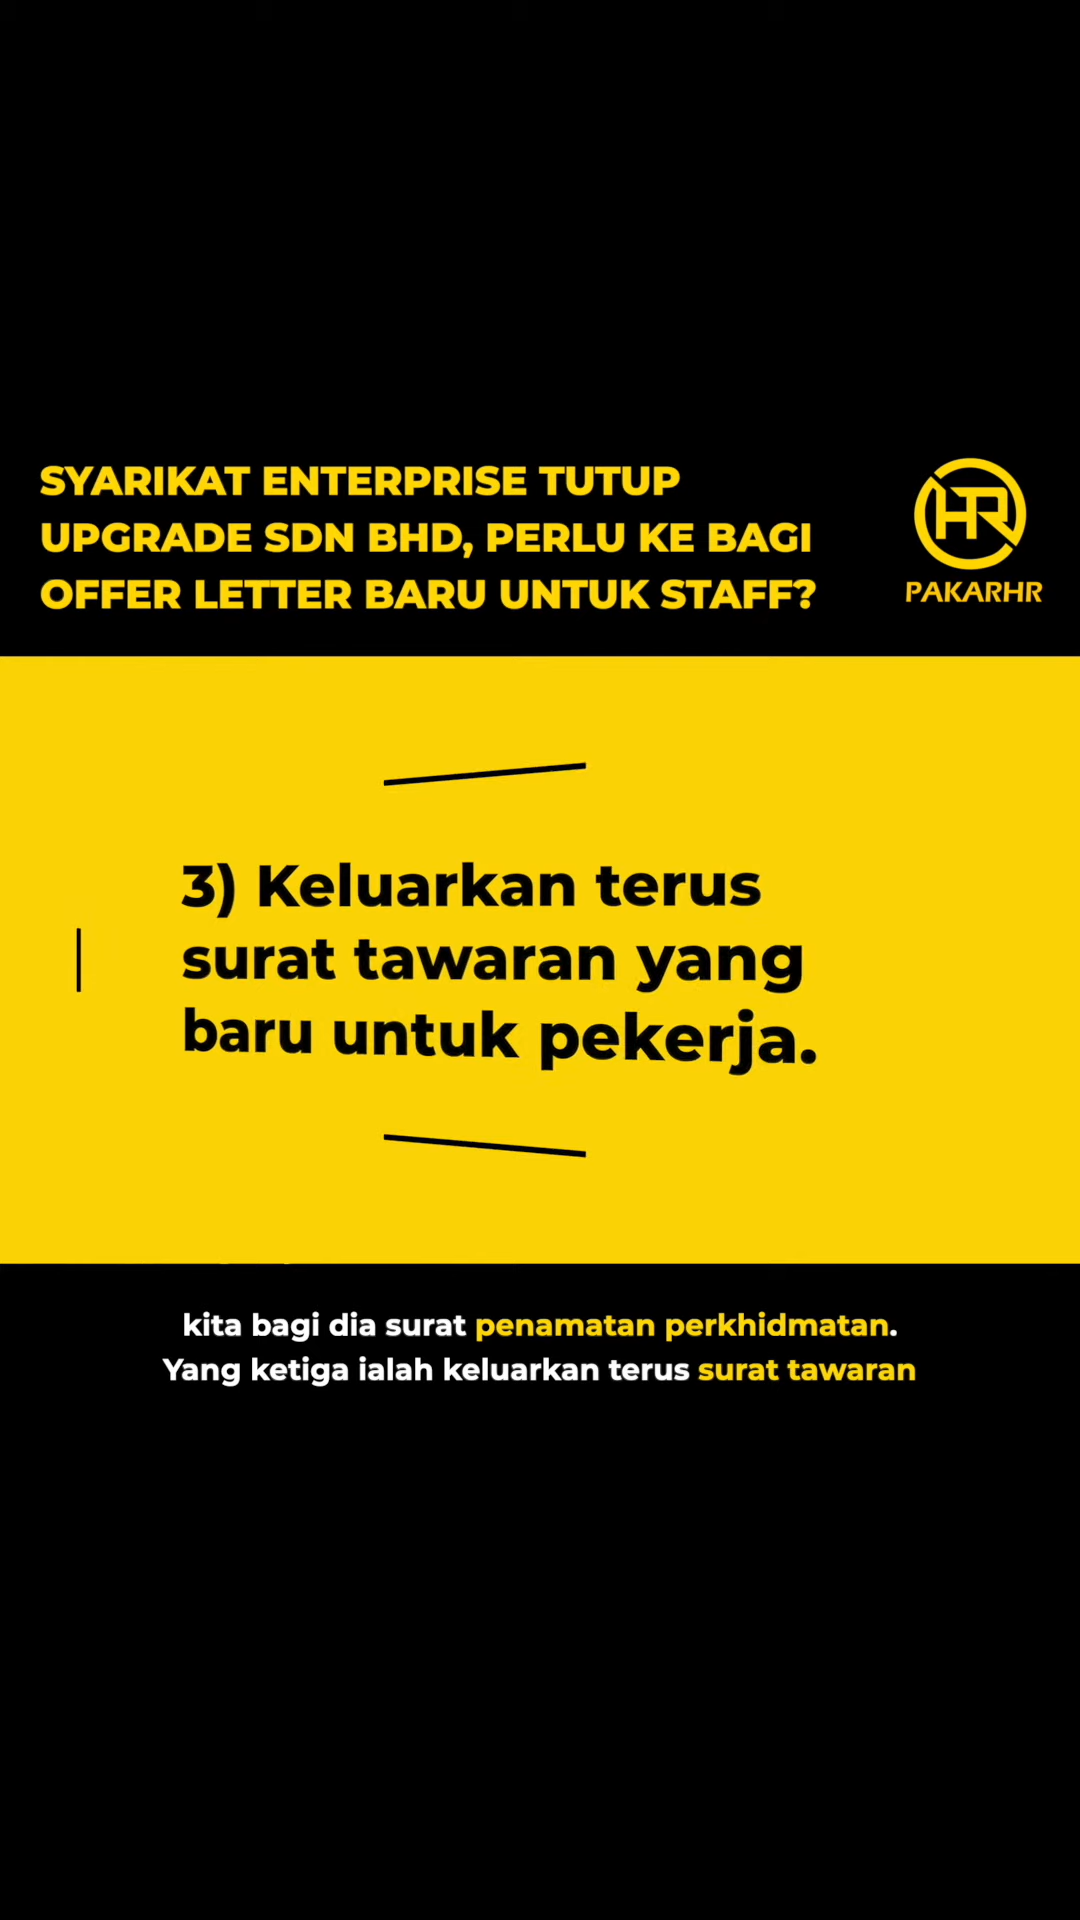 SYARIKAT ENTERPRISE TUTUP
UPGRADE SDN BHD, PERLU KE BAGI
OFFER LETTER BARU UNTUK STAFF?
HR
PAKARHR
3) Keluarkan terus
surat tawaran yang
baru untuk pekerja.
kita bagi dia surat penamatan perkhidmatan.
Yang ketiga ialah keluarkan terus surat tawaran